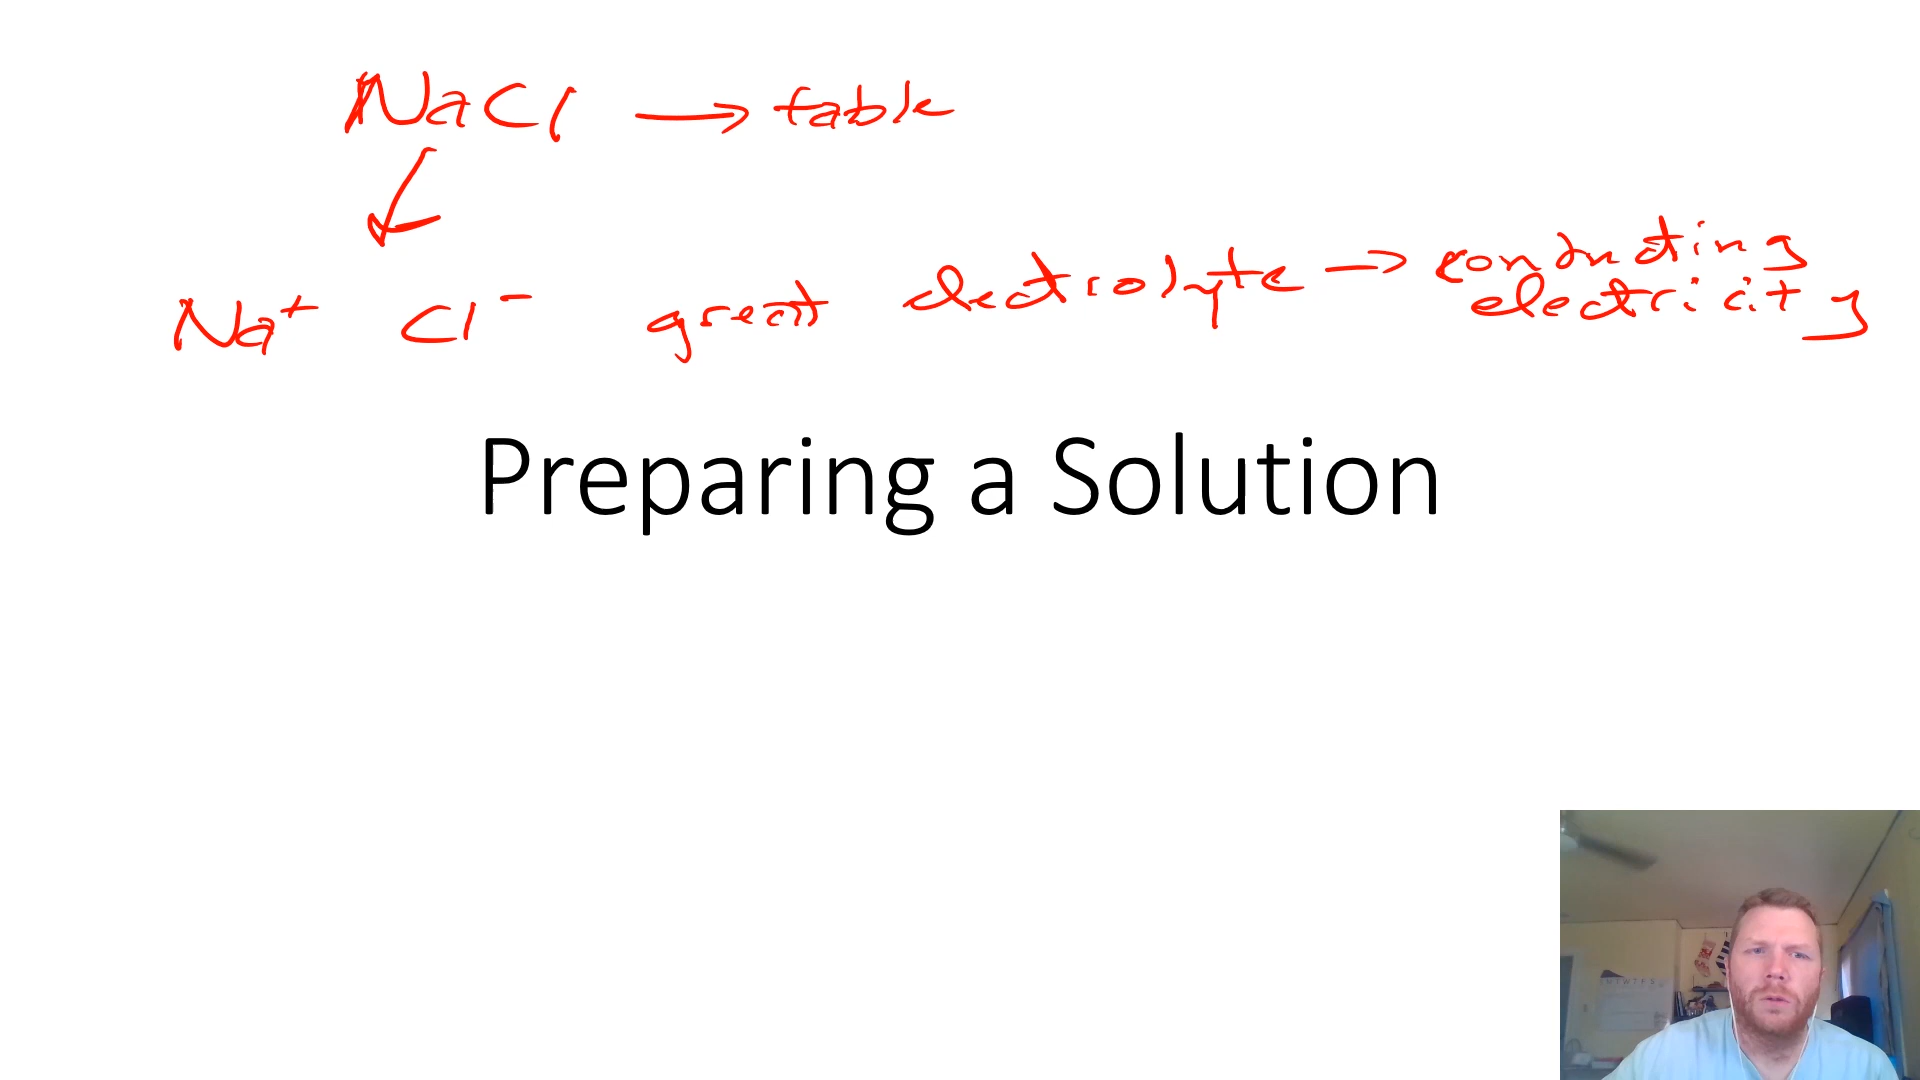 NaCl → table
Na⁺ Cl⁻ great electrolyte → conducting
electricity
Preparing a Solution